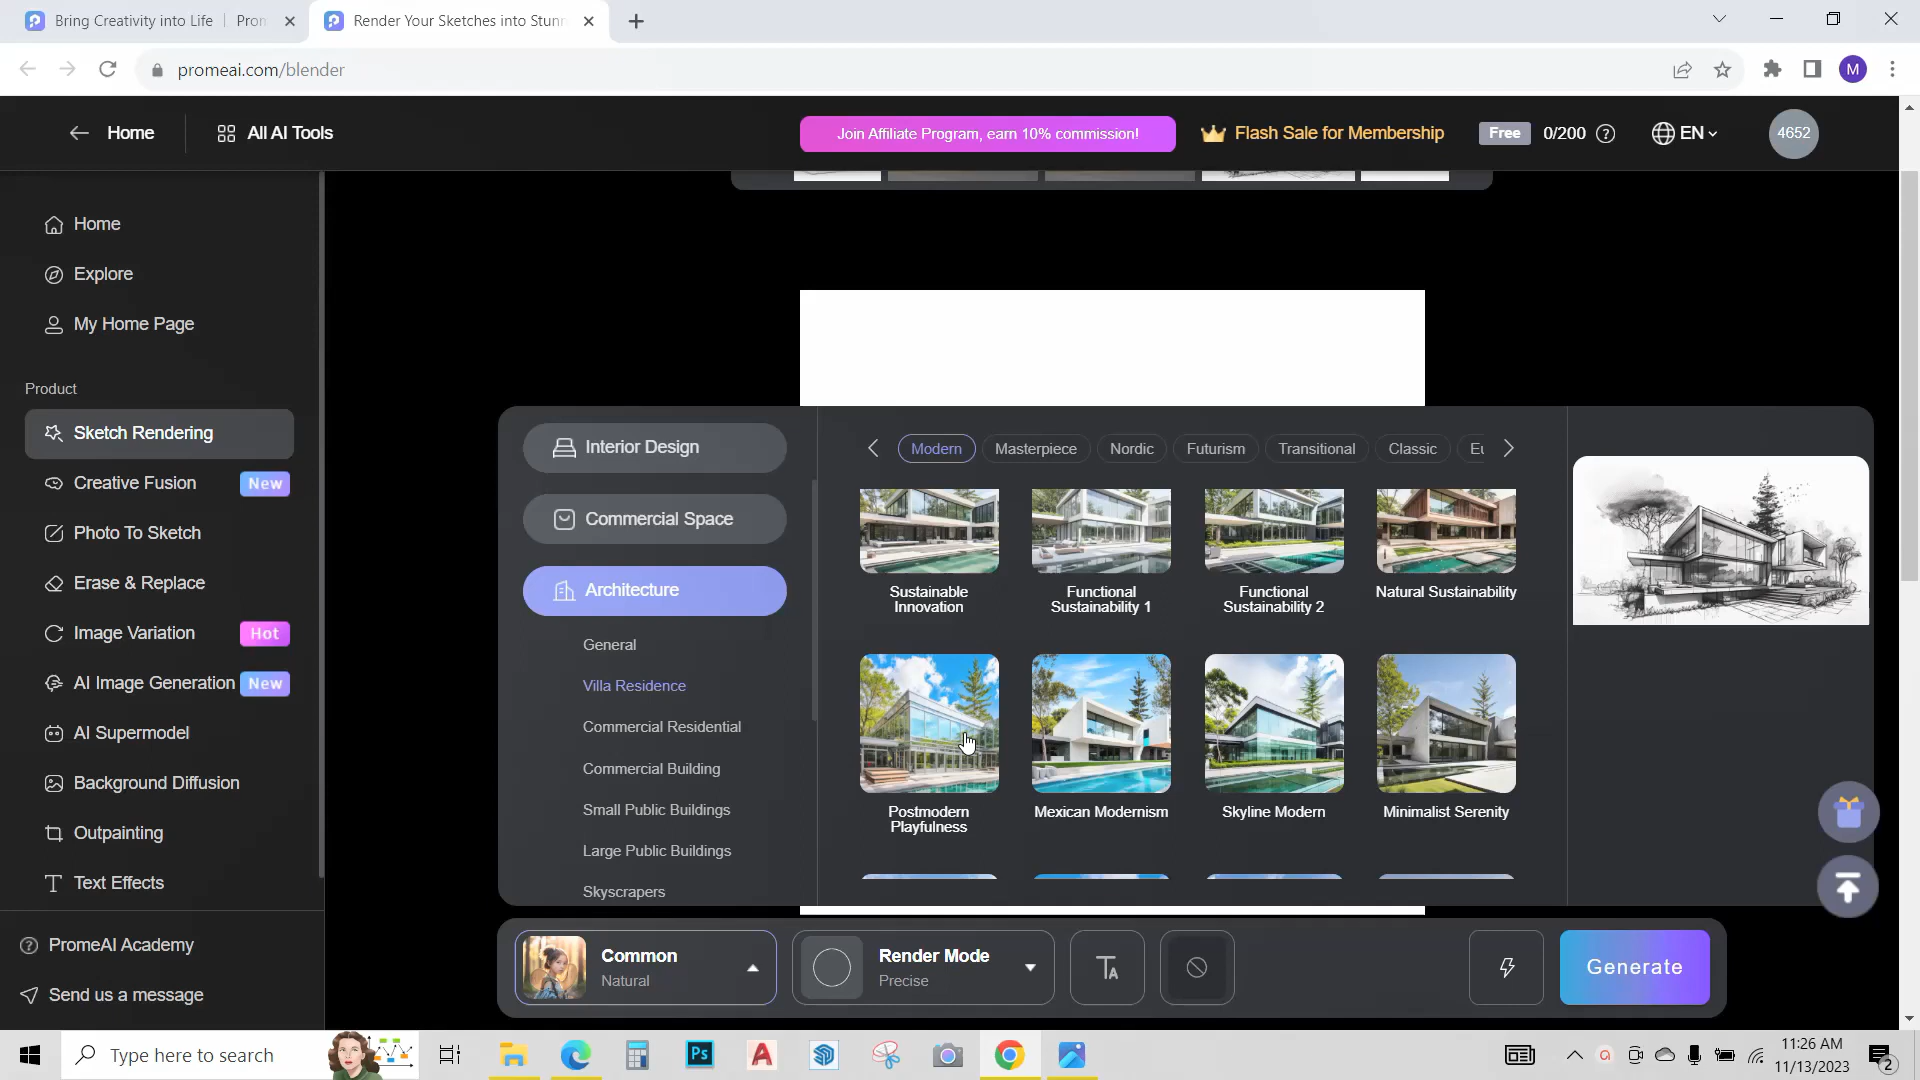 Bring Creativity into Life | Prom
Render Your Sketches into Stunn
promeai.com/blender
M
Home
All AI Tools
Join Affiliate Program, earn 10% commission!
Flash Sale for Membership
Free
0/200
EN
4652
Home
Explore
My Home Page
Product
Sketch Rendering
Creative Fusion
New
Photo To Sketch
Erase & Replace
Image Variation
Hot
AI Image Generation
New
AI Supermodel
Background Diffusion
Outpainting
Text Effects
PromeAI Academy
Send us a message
Interior Design
Commercial Space
Architecture
General
Villa Residence
Commercial Residential
Commercial Building
Small Public Buildings
Large Public Buildings
Skyscrapers
Modern
Masterpiece
Nordic
Futurism
Transitional
Classic
Eu
Sustainable
Innovation
Functional
Sustainability 1
Functional
Sustainability 2
Natural Sustainability
Postmodern
Playfulness
Mexican Modernism
Skyline Modern
Minimalist Serenity
Common
Natural
Render Mode
Precise
Generate
Type here to search
Ps
11:26 AM
11/13/2023
2